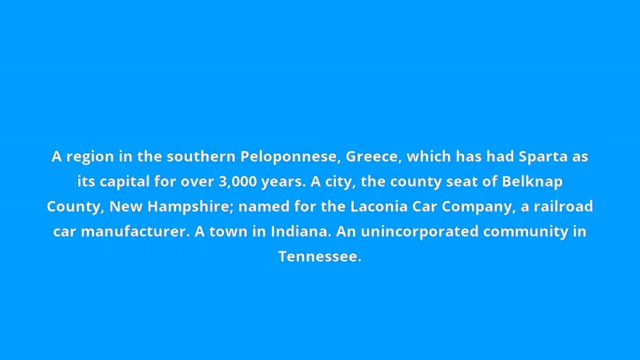 A region in the southern Peloponnese, Greece, which has had Sparta as
its capital for over 3,000 years. A city, the county seat of Belknap
County, New Hampshire; named for the Laconia Car Company, a railroad
car manufacturer. A town in Indiana. An unincorporated community in
Tennessee.